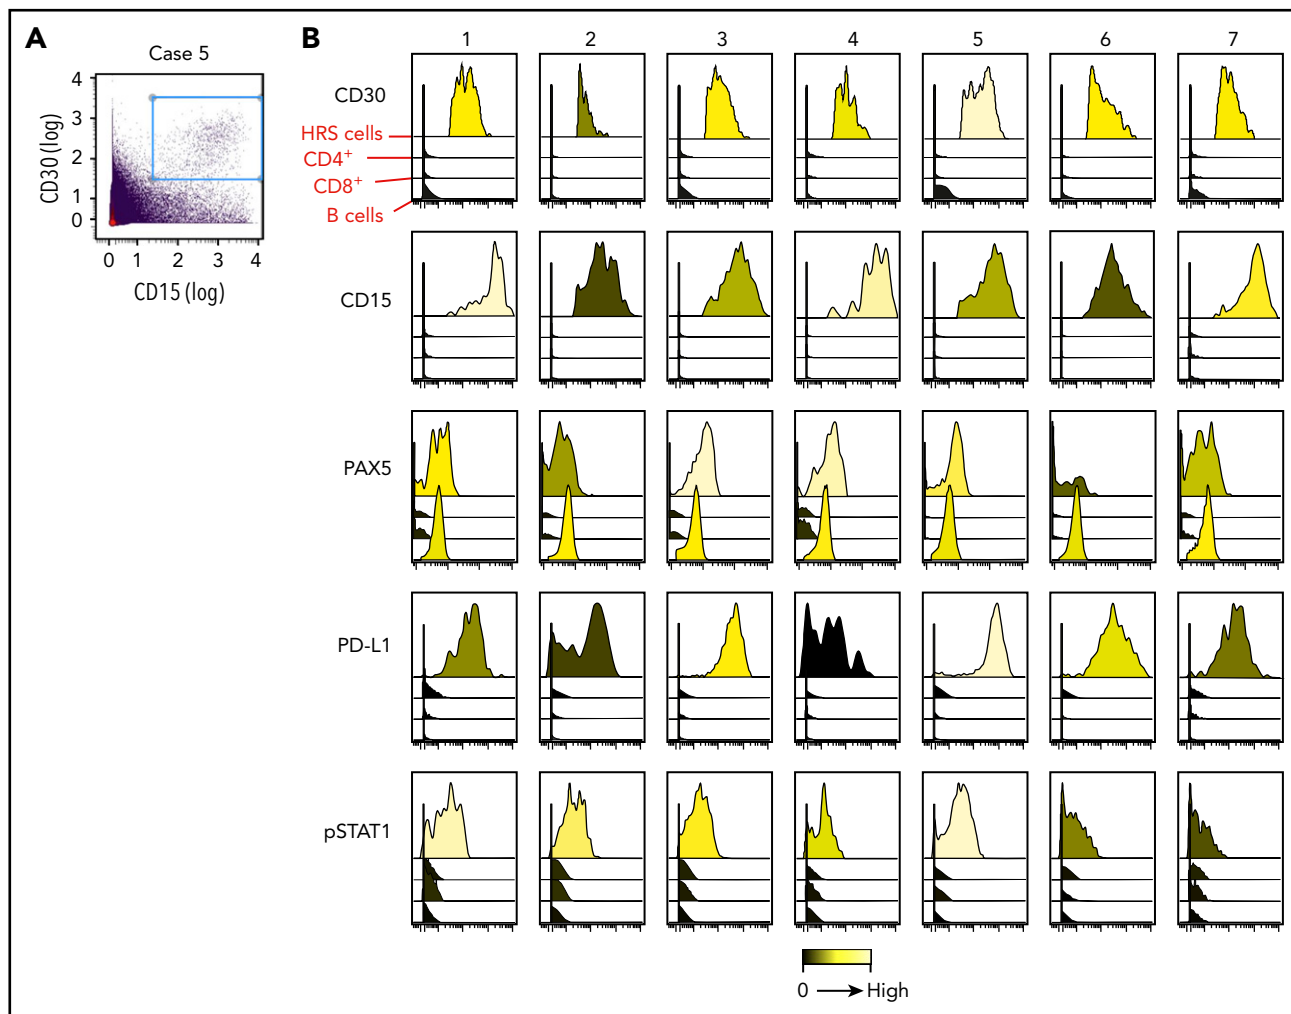 A
Case 5
4
3
2
1
0
CD30 (log)
0 1 2 3 4
CD15 (log)
B
1 2 3 4 5 6 7
CD30
HRS cells
CD4+
CD8+
B cells
CD15
PAX5
PD-L1
pSTAT1
0 High